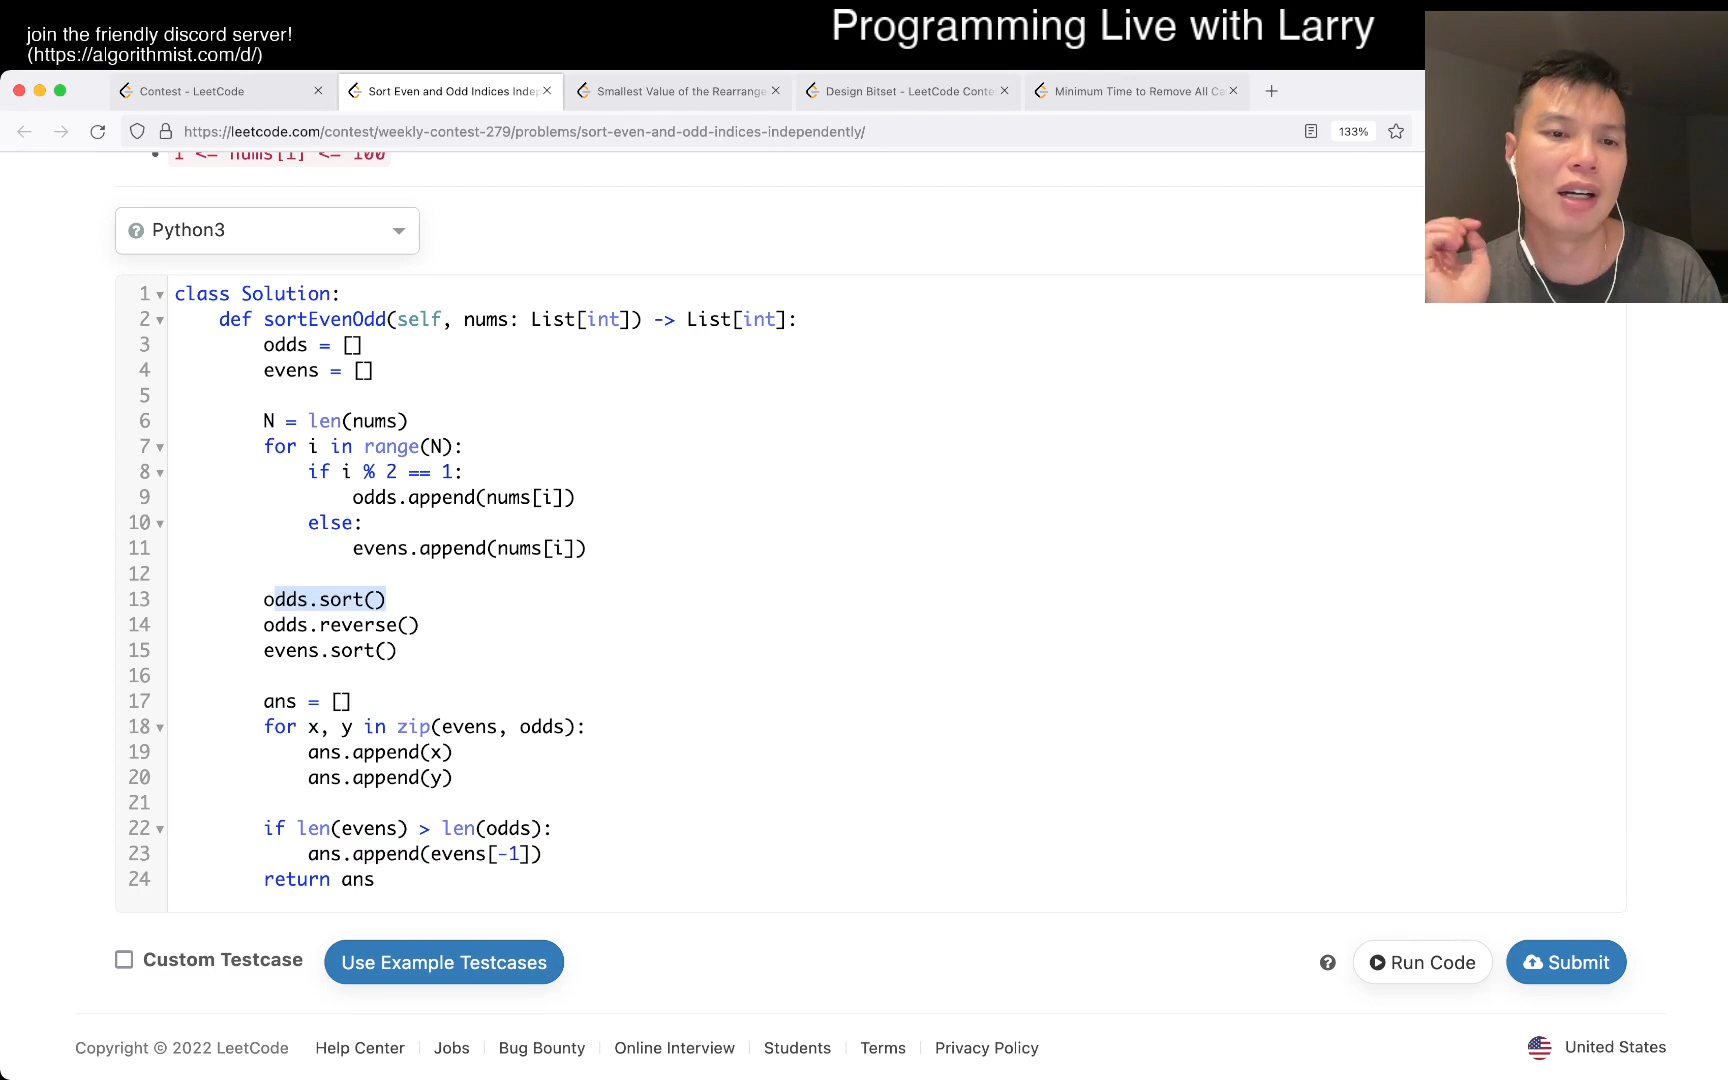 join the friendly discord server!
(https://algorithmist.com/d/)
Programming Live with Larry
Contest - LeetCode
Sort Even and Odd Indices Inde
Smallest Value of the Rearrange
Design Bitset - LeetCode Conte
Minimum Time to Remove All Ca
https://leetcode.com/contest/weekly-contest-279/problems/sort-even-and-odd-indices-independently/
133%
1 <= nums[i] <= 100
Python3
1 class Solution:
2 def sortEvenOdd(self, nums: List[int]) -> List[int]:
3 odds = []
4 evens = []
5
6 N = len(nums)
7 for i in range(N):
8 if i % 2 == 1:
9 odds.append(nums[i])
10 else:
11 evens.append(nums[i])
12
13 odds.sort()
14 odds.reverse()
15 evens.sort()
16
17 ans = []
18 for x, y in zip(evens, odds):
19 ans.append(x)
20 ans.append(y)
21
22 if len(evens) > len(odds):
23 ans.append(evens[-1])
24 return ans
Custom Testcase
Use Example Testcases
?
Run Code
Submit
Copyright © 2022 LeetCode
Help Center
Jobs
Bug Bounty
Online Interview
Students
Terms
Privacy Policy
United States